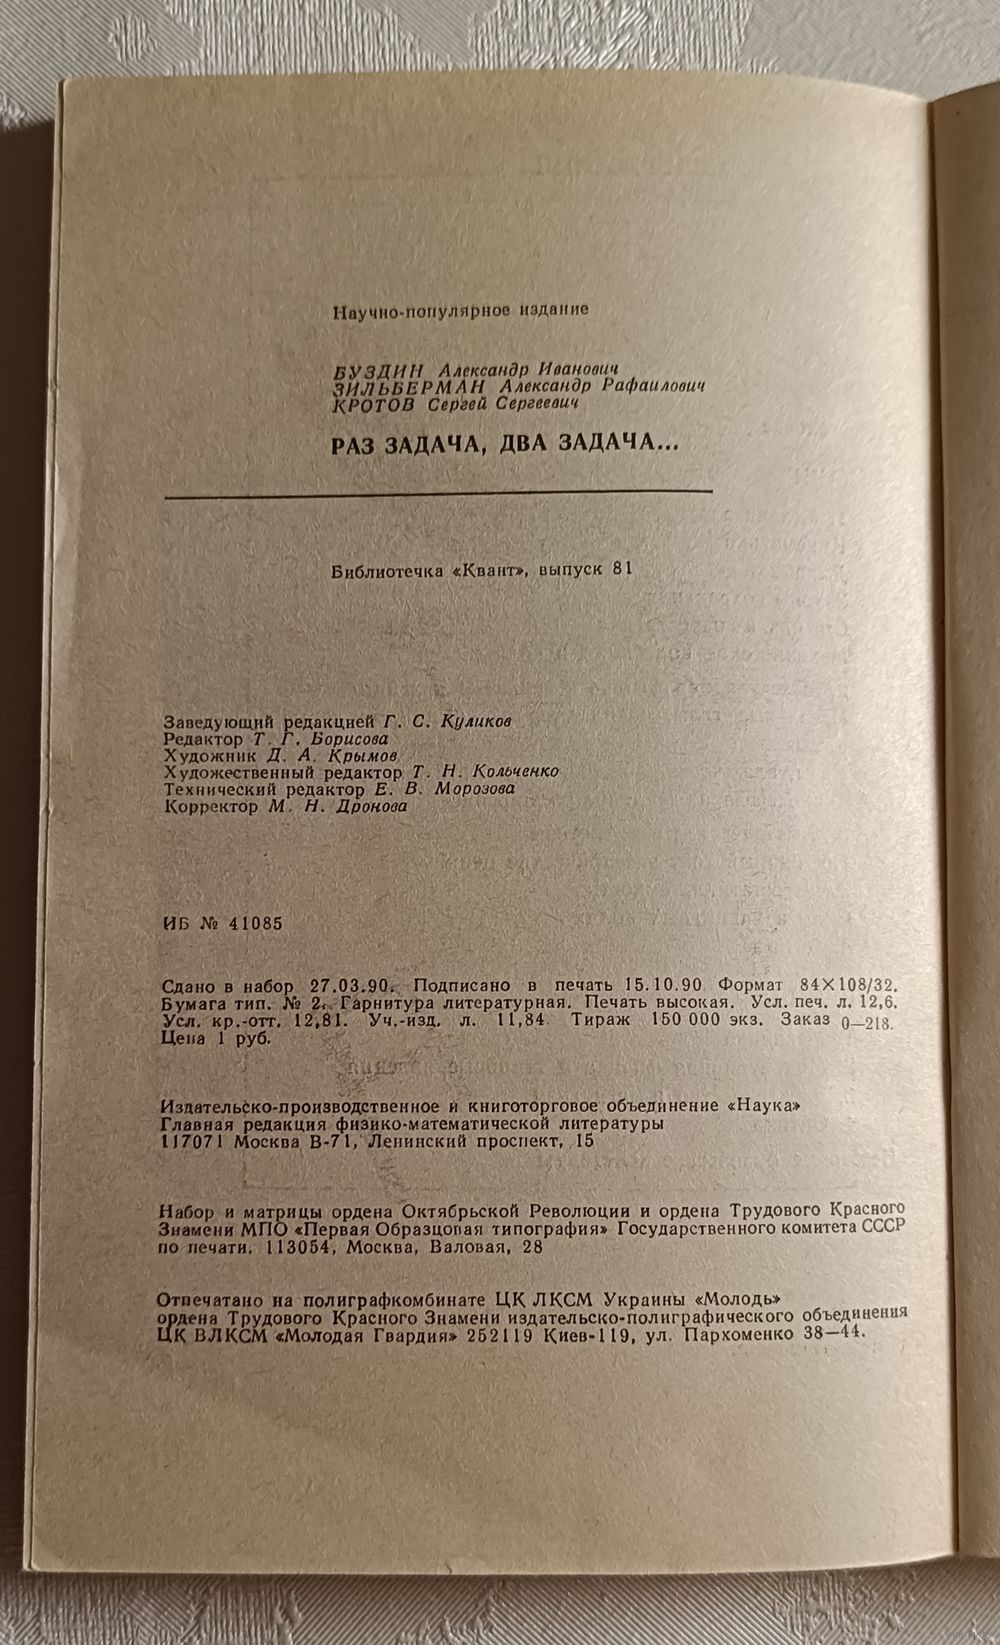 Научно-популярное издание
БУЗДИН Александр Иванович
ЗИЛЬБЕРМАН Александр Рафаилович
КРОТОВ Сергей Сергеевич
РАЗ ЗАДАЧА, ДВА ЗАДАЧА...
Библиотечка «Квант», выпуск 81
Заведующий редакцией Г. С. Куликов
Редактор Т. Г. Борисова
Художник Д. А. Крымов
Художественный редактор Т. Н. Кольченко
Технический редактор Е. В. Морозова
Корректор М. Н. Дронова
ИБ № 41085
Сдано в набор 27.03.90. Подписано в печать 15.10.90 Формат 84×108/32.
Бумага тип. № 2. Гарнитура литературная. Печать высокая. Усл. печ. л. 12,6.
Усл. кр.-отт. 12,81. Уч.-изд. л. 11,84 Тираж 150 000 экз. Заказ 0—218.
Цена 1 руб.
Издательско-производственное и книготорговое объединение «Наука»
Главная редакция физико-математической литературы
117071 Москва В-71, Ленинский проспект, 15
Набор и матрицы ордена Октябрьской Революции и ордена Трудового Красного
Знамени МПО «Первая Образцовая типография» Государственного комитета СССР
по печати. 113054, Москва, Валовая, 28
Отпечатано на полиграфкомбинате ЦК ЛКСМ Украины «Молодь»
ордена Трудового Красного Знамени издательско-полиграфического объединения
ЦК ВЛКСМ «Молодая Гвардия» 252119 Киев-119, ул. Пархоменко 38—44.